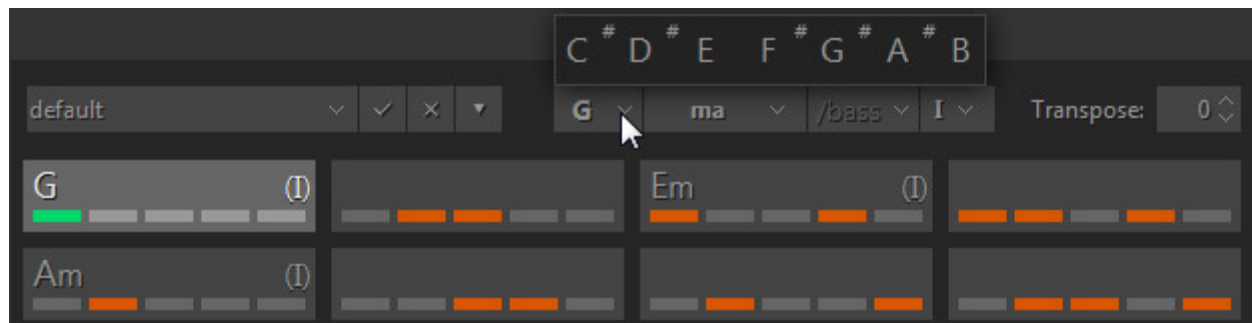 C # D # E F # G # A # B
default G ma /bass I Transpose: 0
G (I) Em (I)
Am (I)